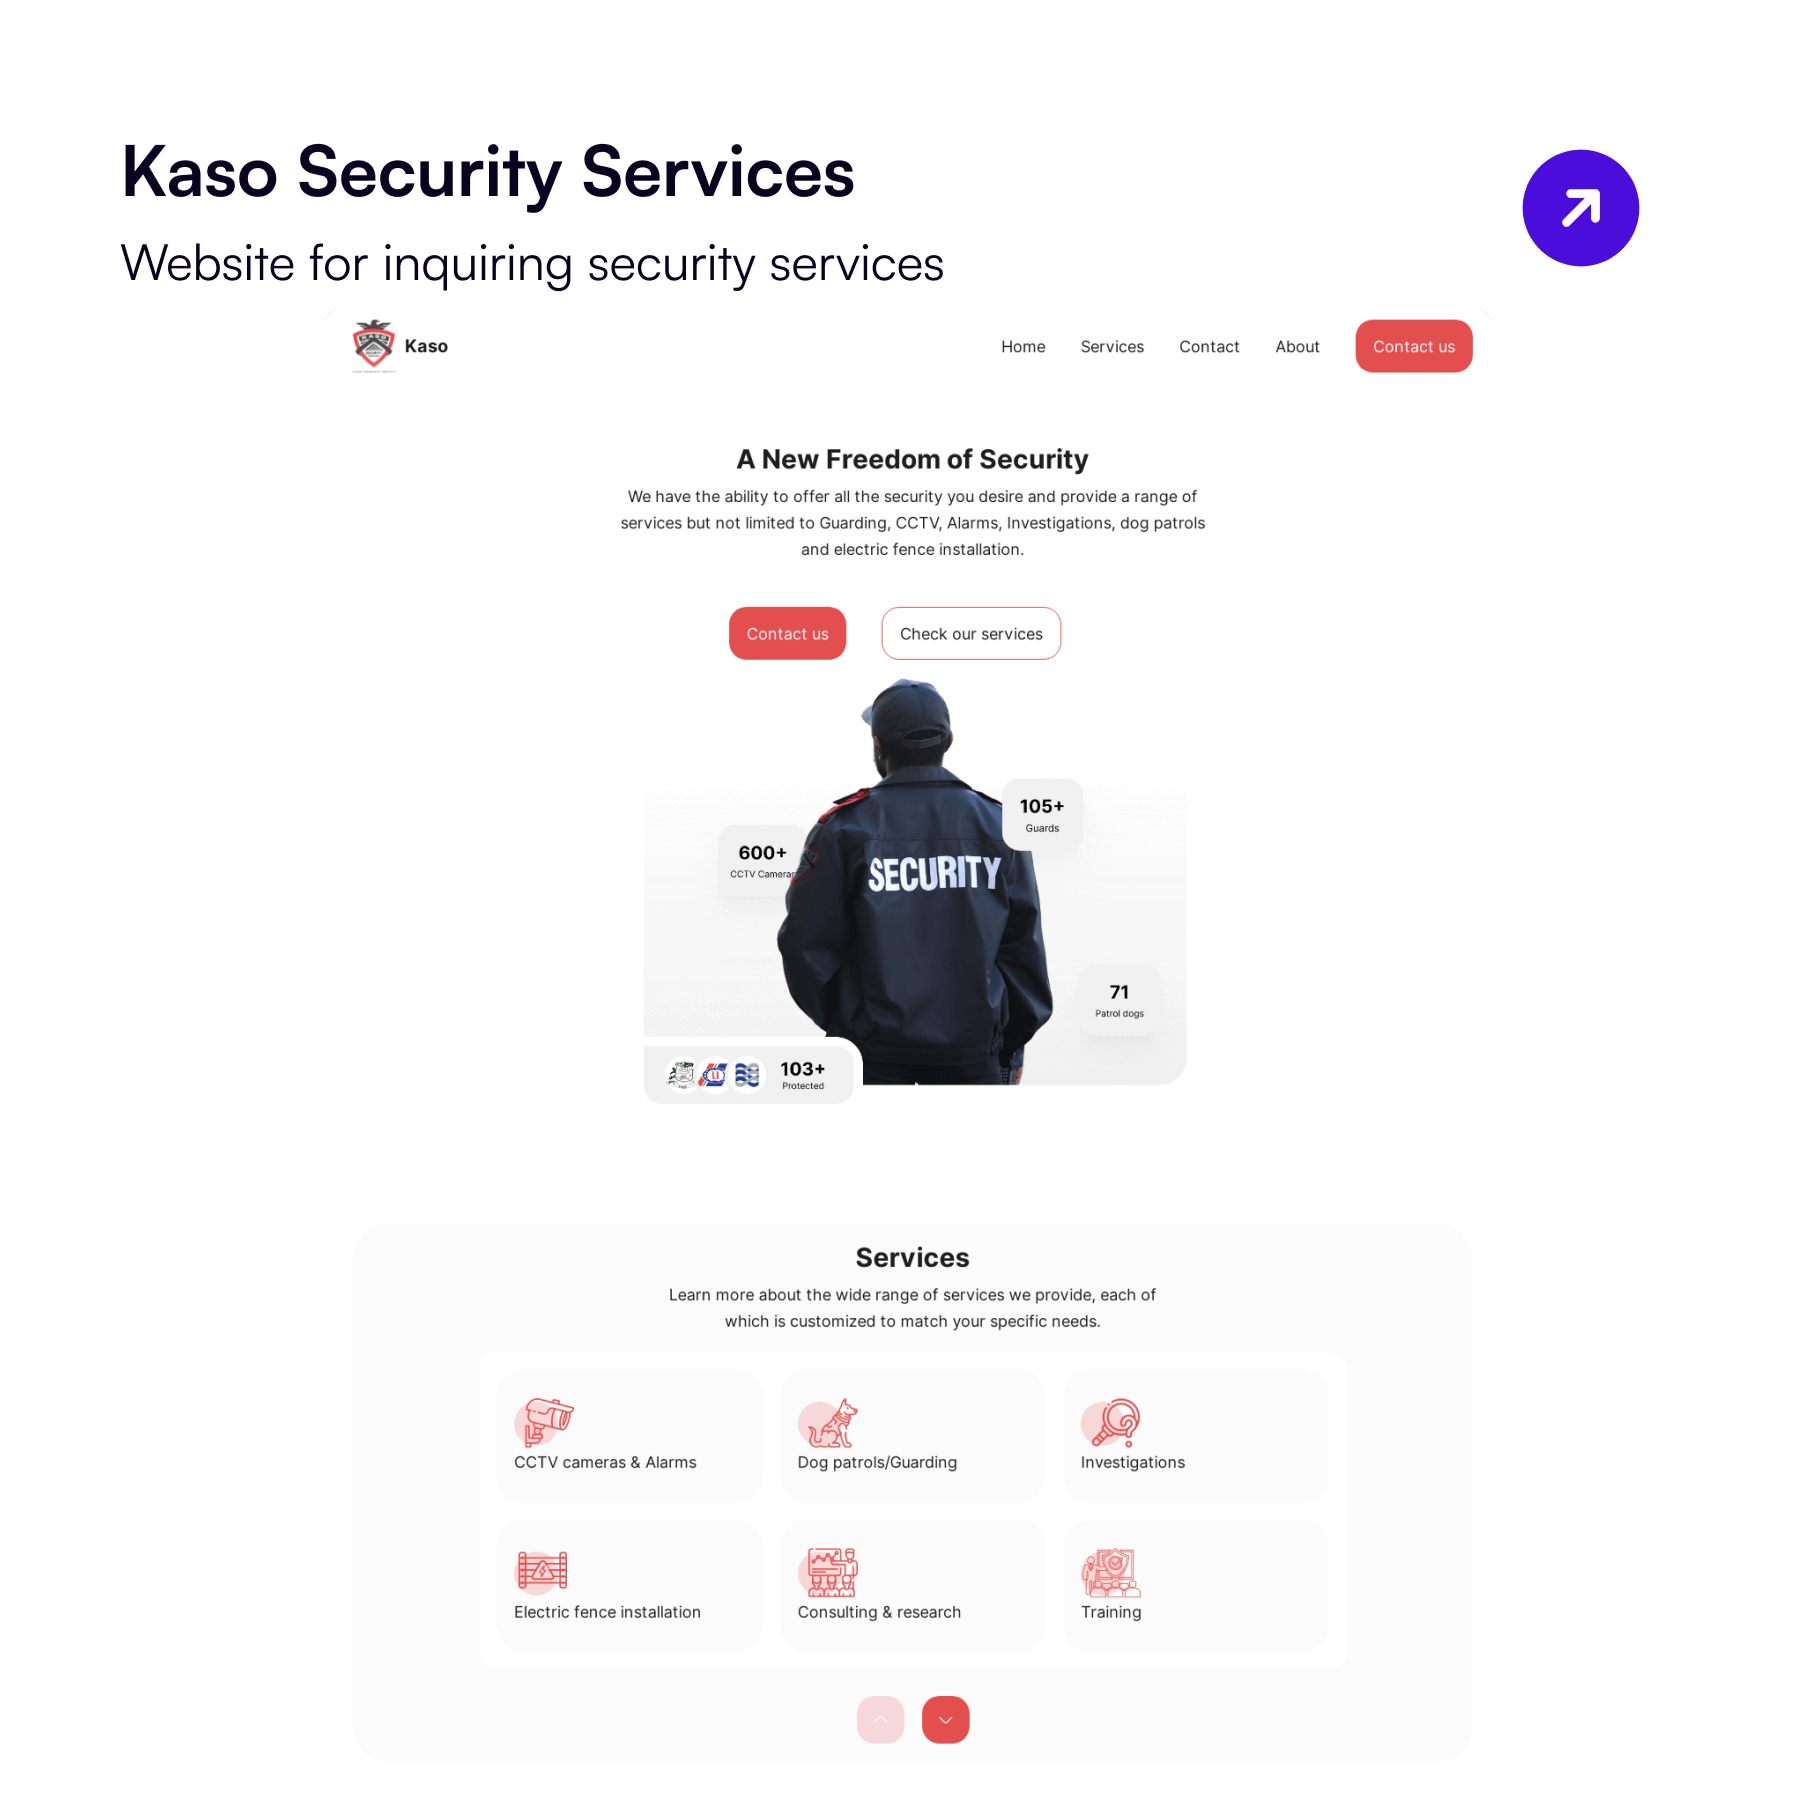 Kaso Security Services
Website for inquiring security services
KASO
SECURITY
Kaso
Home Services Contact About Contact us
A New Freedom of Security
We have the ability to offer all the security you desire and provide a range of
services but not limited to Guarding, CCTV, Alarms, Investigations, dog patrols
and electric fence installation.
Contact us Check our services
105+
Guards
600+
CCTV Cameras
SECURITY
71
Patrol dogs
103+
Protected
Services
Learn more about the wide range of services we provide, each of
which is customized to match your specific needs.
CCTV cameras & Alarms
Dog patrols/Guarding
Investigations
Electric fence installation
Consulting & research
Training